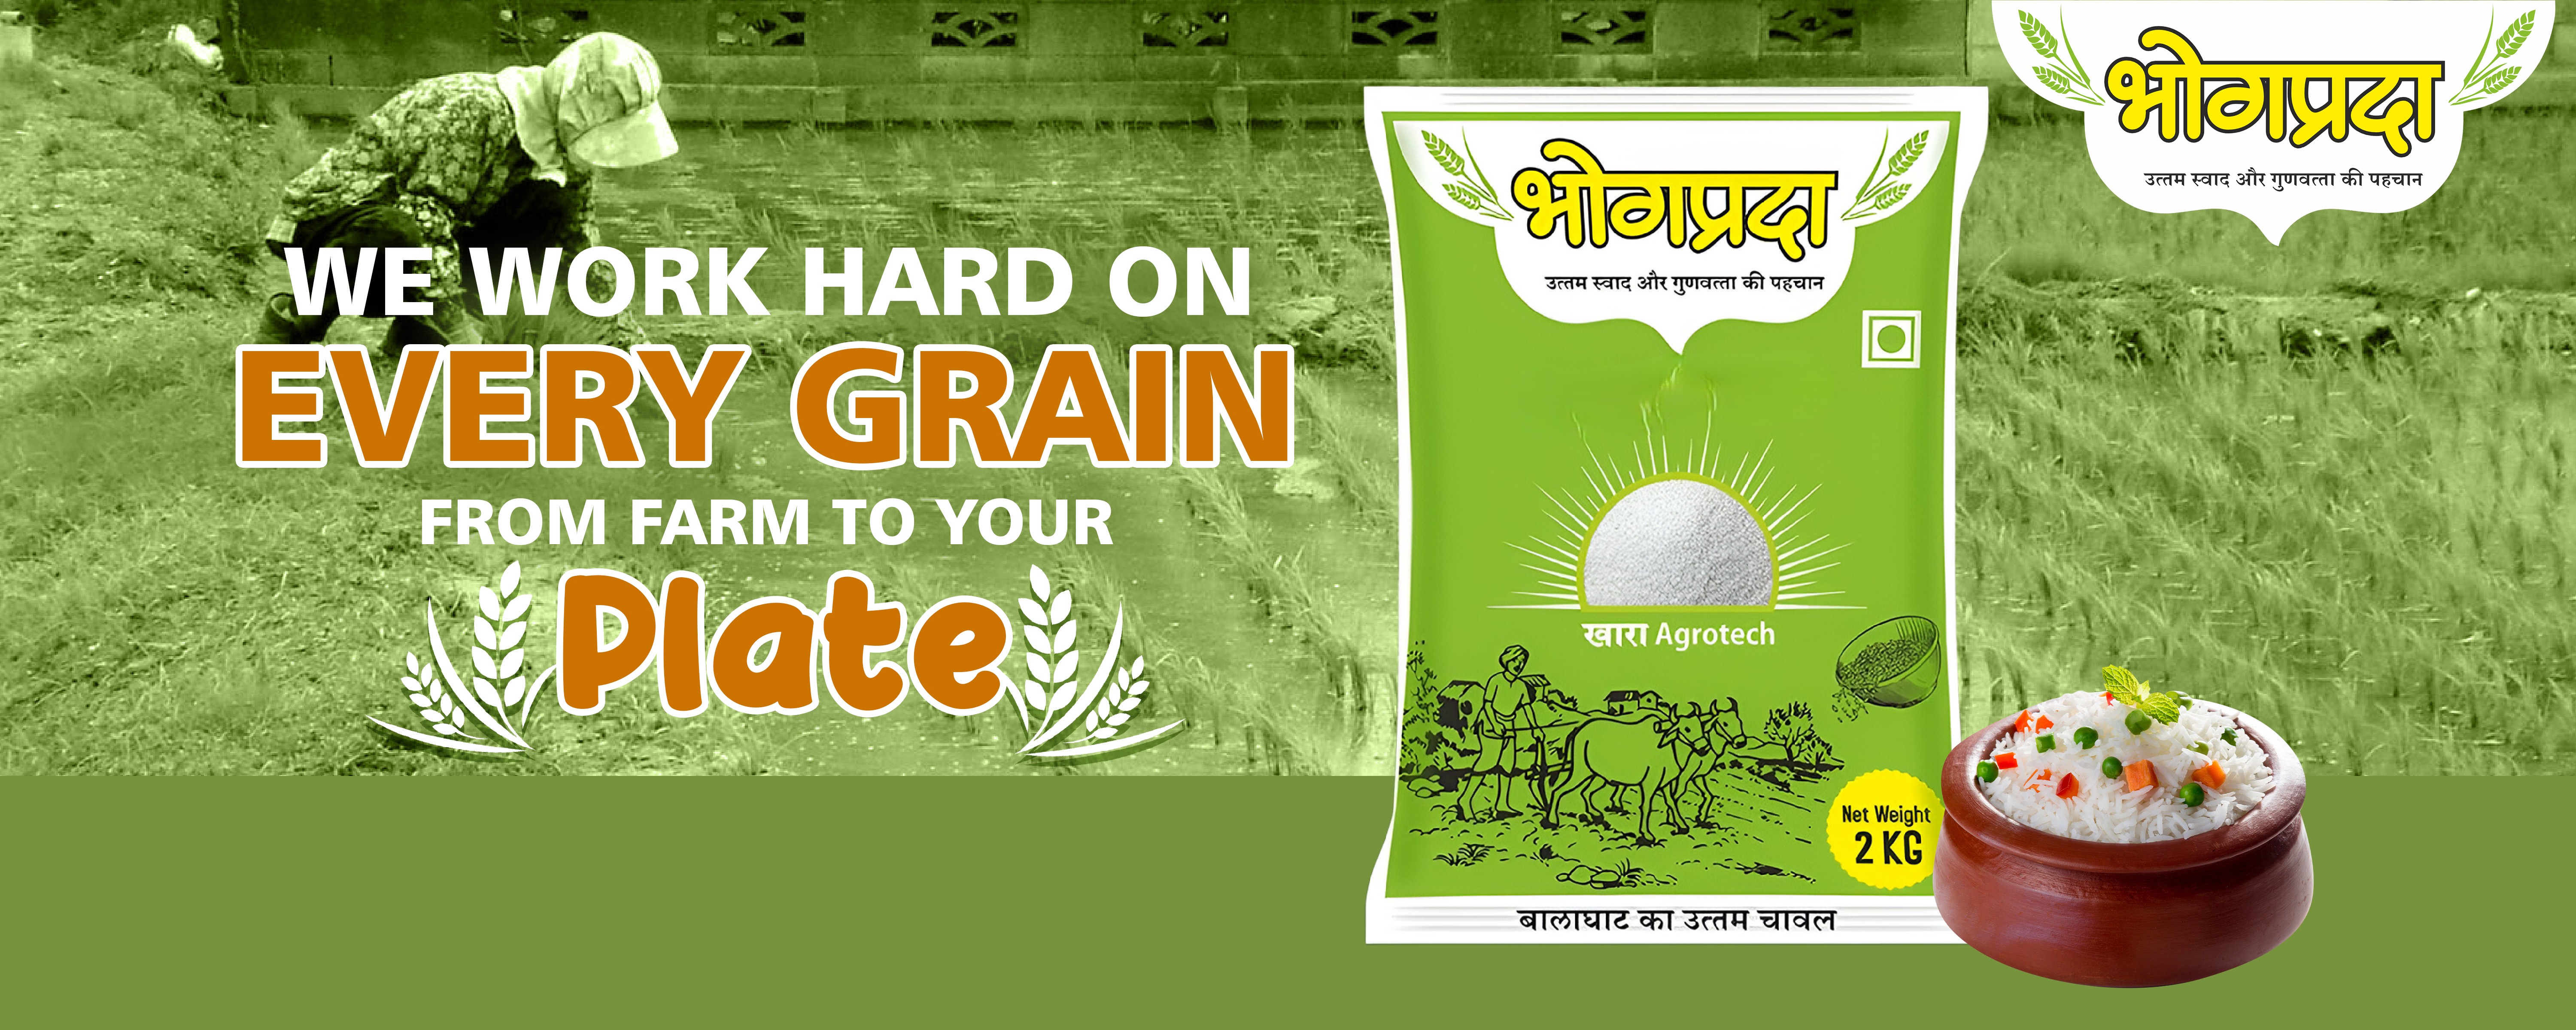 WE WORK HARD ON
EVERY GRAIN
FROM FARM TO YOUR
Plate
भोगप्रदा
उत्तम स्वाद और गुणवत्ता की पहचान
खारा Agrotech
Net Weight
2 KG
बालाघाट का उत्तम चावल
भोगप्रदा
उत्तम स्वाद और गुणवत्ता की पहचान